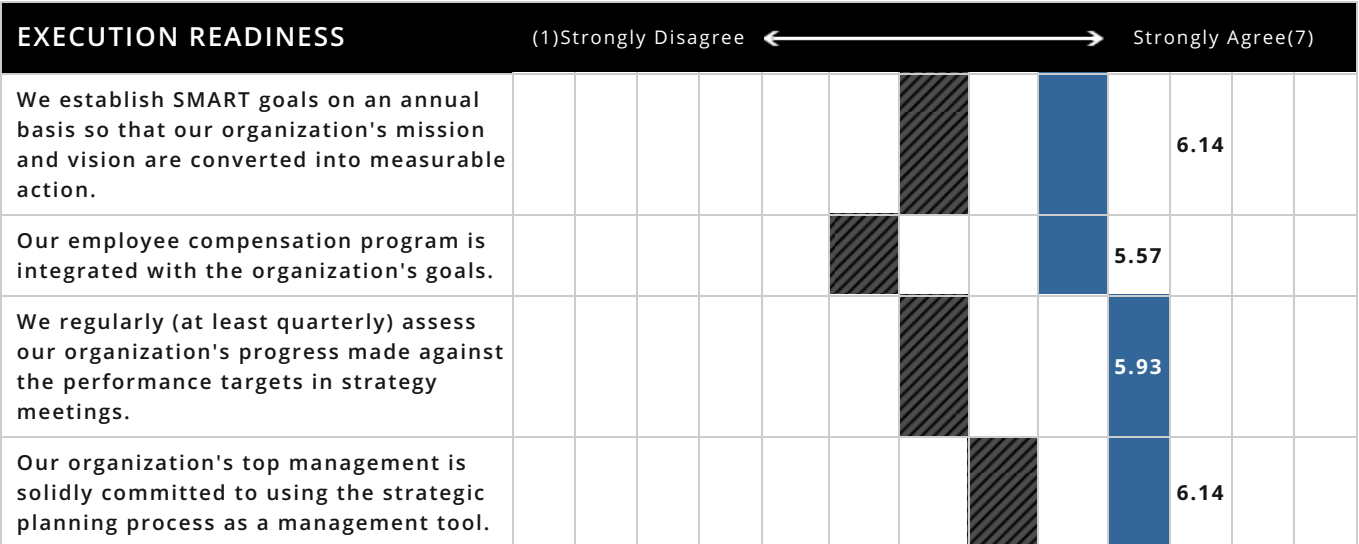 EXECUTION READINESS
(1)Strongly Disagree
Strongly Agree(7)
We establish SMART goals on an annual
basis so that our organization's mission
and vision are converted into measurable
action.
6.14
Our employee compensation program is
integrated with the organization's goals.
5.57
We regularly (at least quarterly) assess
our organization's progress made against
the performance targets in strategy
meetings.
5.93
Our organization's top management is
solidly committed to using the strategic
planning process as a management tool.
6.14